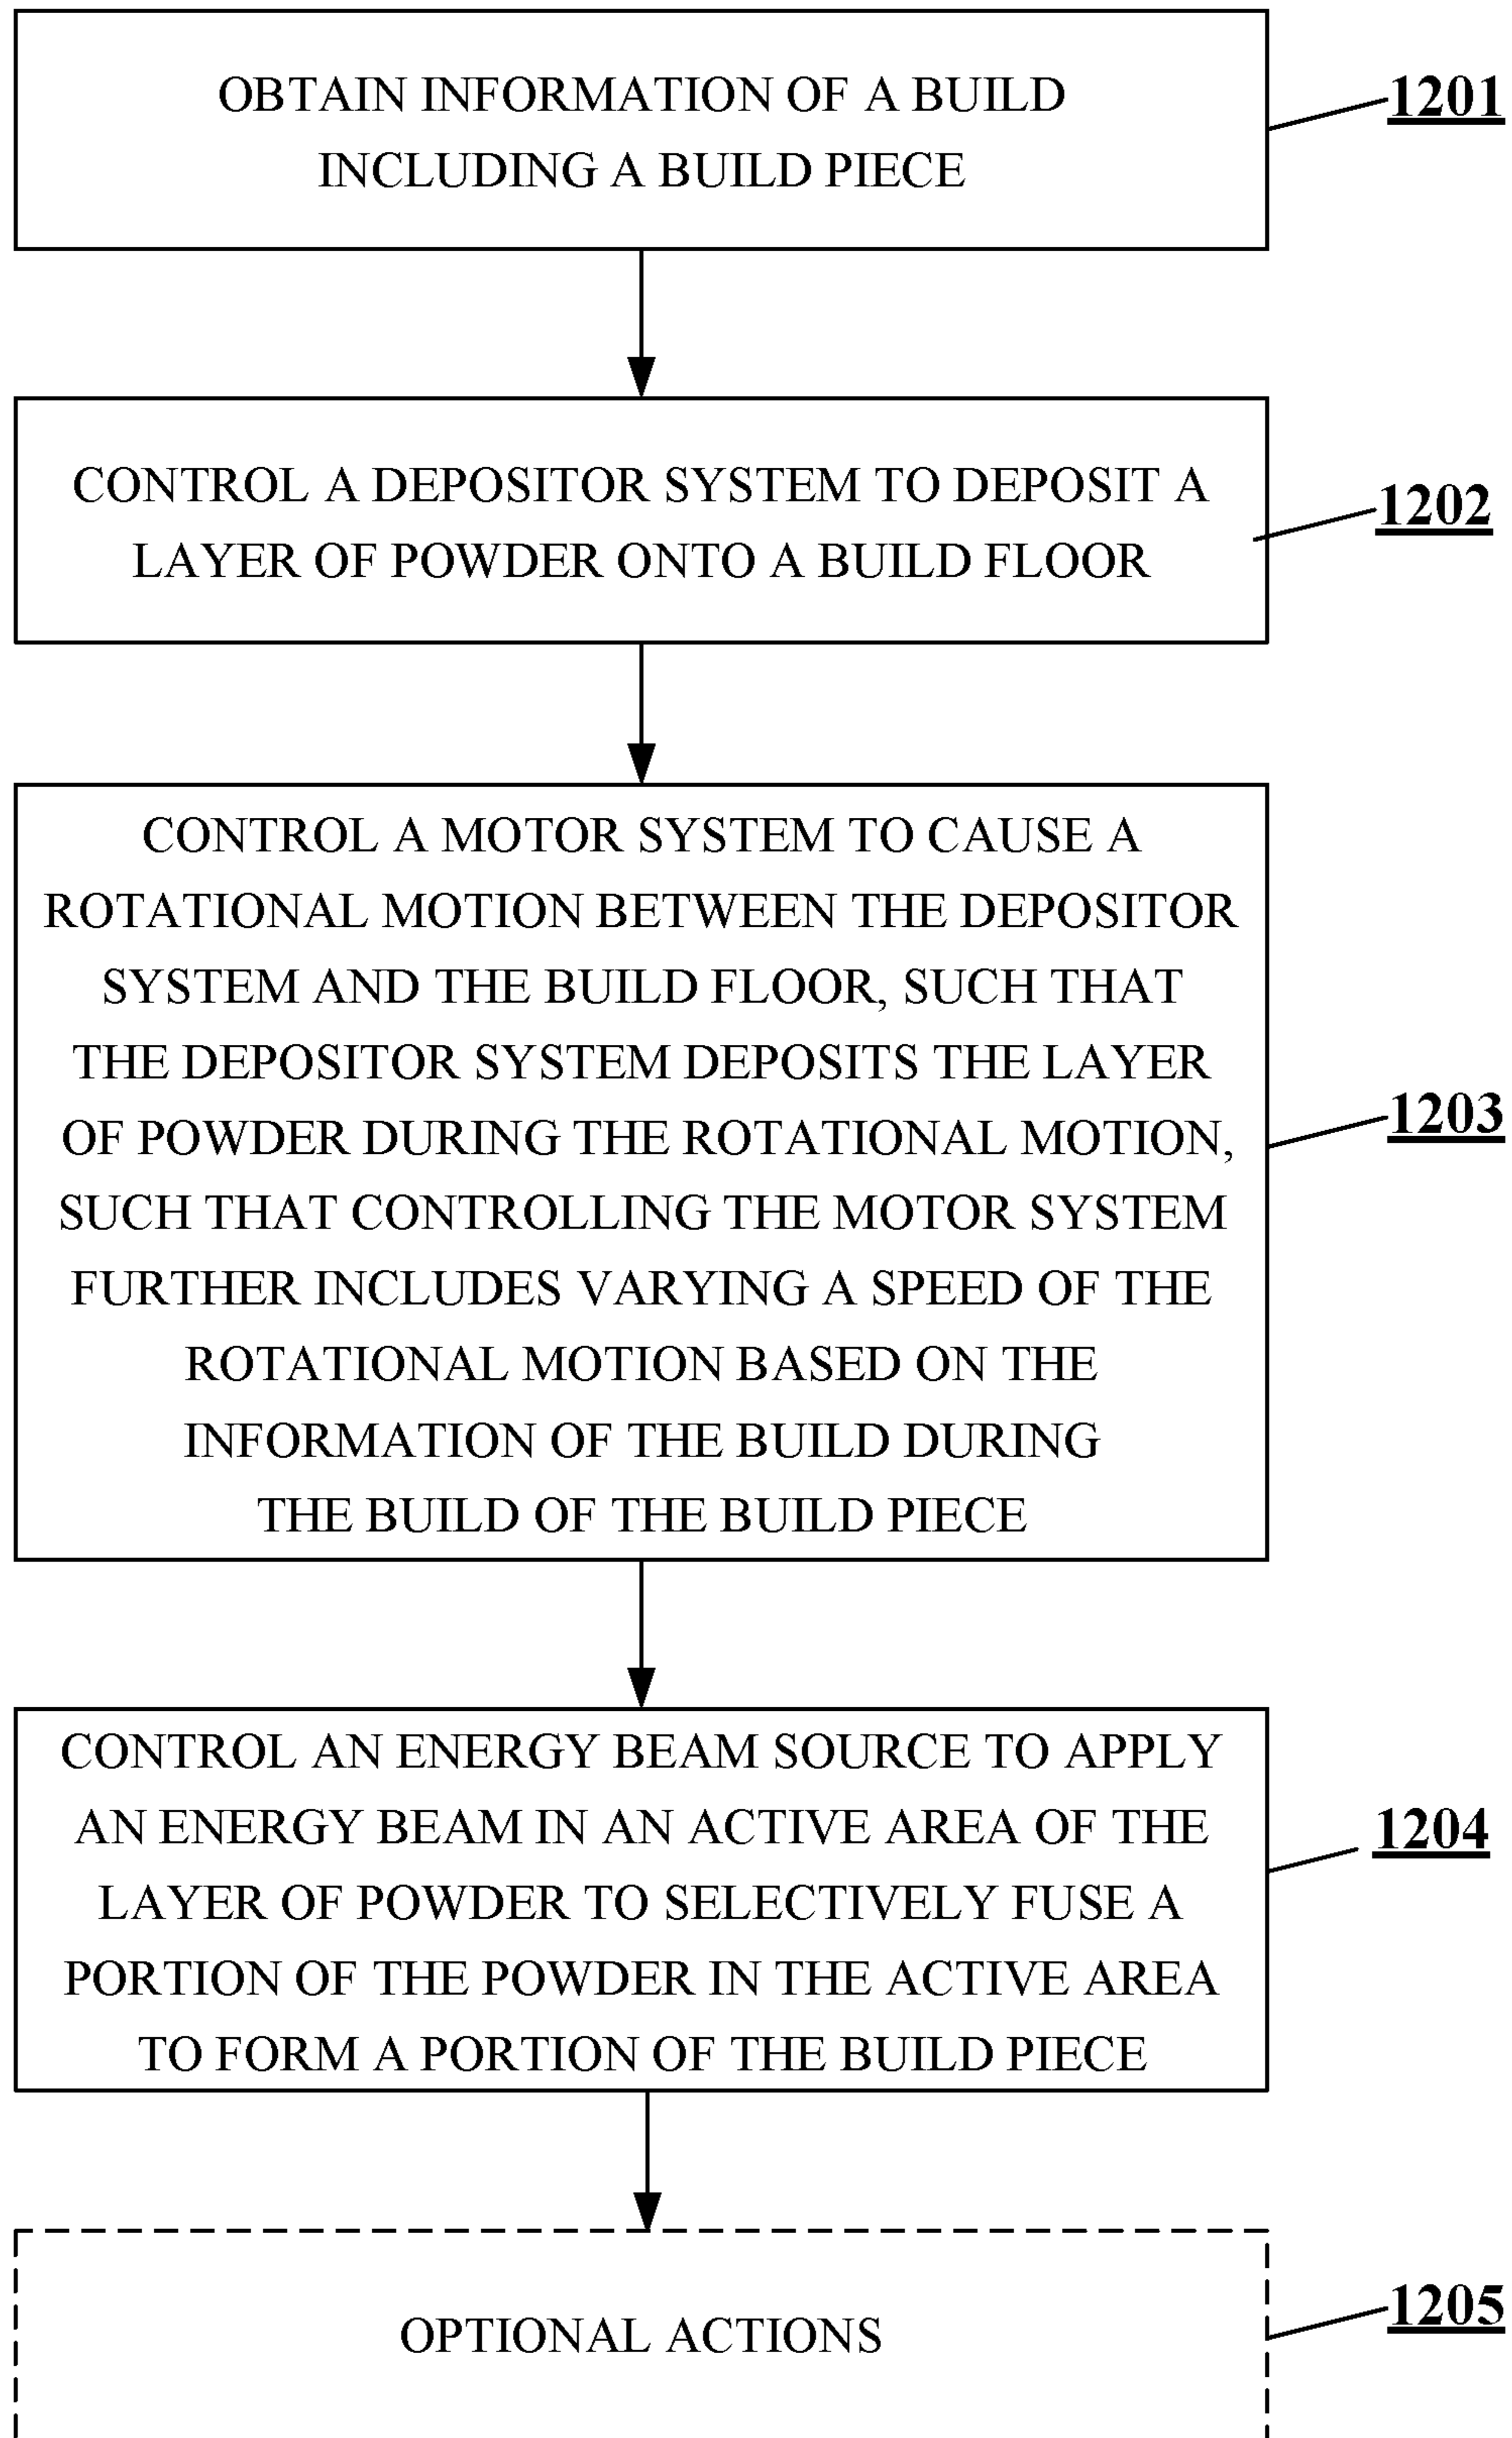 OBTAIN INFORMATION OF A BUILD
INCLUDING A BUILD PIECE
1201
CONTROL A DEPOSITOR SYSTEM TO DEPOSIT A
LAYER OF POWDER ONTO A BUILD FLOOR
1202
CONTROL A MOTOR SYSTEM TO CAUSE A
ROTATIONAL MOTION BETWEEN THE DEPOSITOR
SYSTEM AND THE BUILD FLOOR, SUCH THAT
THE DEPOSITOR SYSTEM DEPOSITS THE LAYER
OF POWDER DURING THE ROTATIONAL MOTION,
SUCH THAT CONTROLLING THE MOTOR SYSTEM
FURTHER INCLUDES VARYING A SPEED OF THE
ROTATIONAL MOTION BASED ON THE
INFORMATION OF THE BUILD DURING
THE BUILD OF THE BUILD PIECE
1203
CONTROL AN ENERGY BEAM SOURCE TO APPLY
AN ENERGY BEAM IN AN ACTIVE AREA OF THE
LAYER OF POWDER TO SELECTIVELY FUSE A
PORTION OF THE POWDER IN THE ACTIVE AREA
TO FORM A PORTION OF THE BUILD PIECE
1204
OPTIONAL ACTIONS
1205